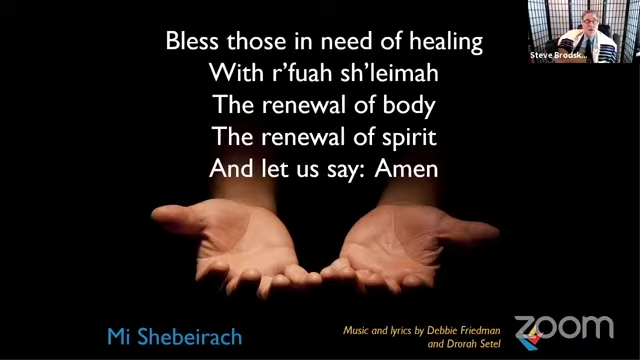 Bless those in need of healing
With r'fuah sh'leimah
The renewal of body
The renewal of spirit
And let us say: Amen
Steve Brodsk...
Mi Shebeirach
Music and lyrics by Debbie Friedman
and Drorah Setel
zoom